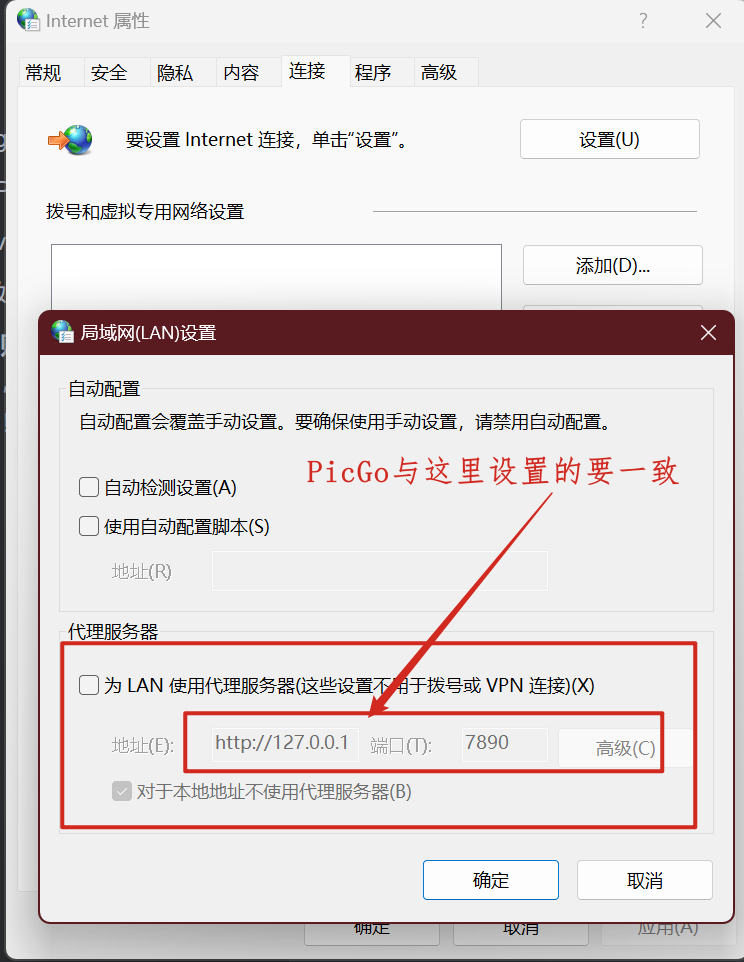 Internet 属性
常规 安全 隐私 内容 连接 程序 高级
要设置 Internet 连接，单击“设置”。
设置(U)
拨号和虚拟专用网络设置
添加(D)...
局域网(LAN)设置
自动配置
自动配置会覆盖手动设置。要确保使用手动设置，请禁用自动配置。
PicGo与这里设置的要一致
自动检测设置(A)
使用自动配置脚本(S)
地址(R)
代理服务器
为 LAN 使用代理服务器(这些设置不用于拨号或 VPN 连接)(X)
地址(E): http://127.0.0.1 端口(T): 7890 高级(C)
对于本地地址不使用代理服务器(B)
确定 取消
确定 取消 应用(A)